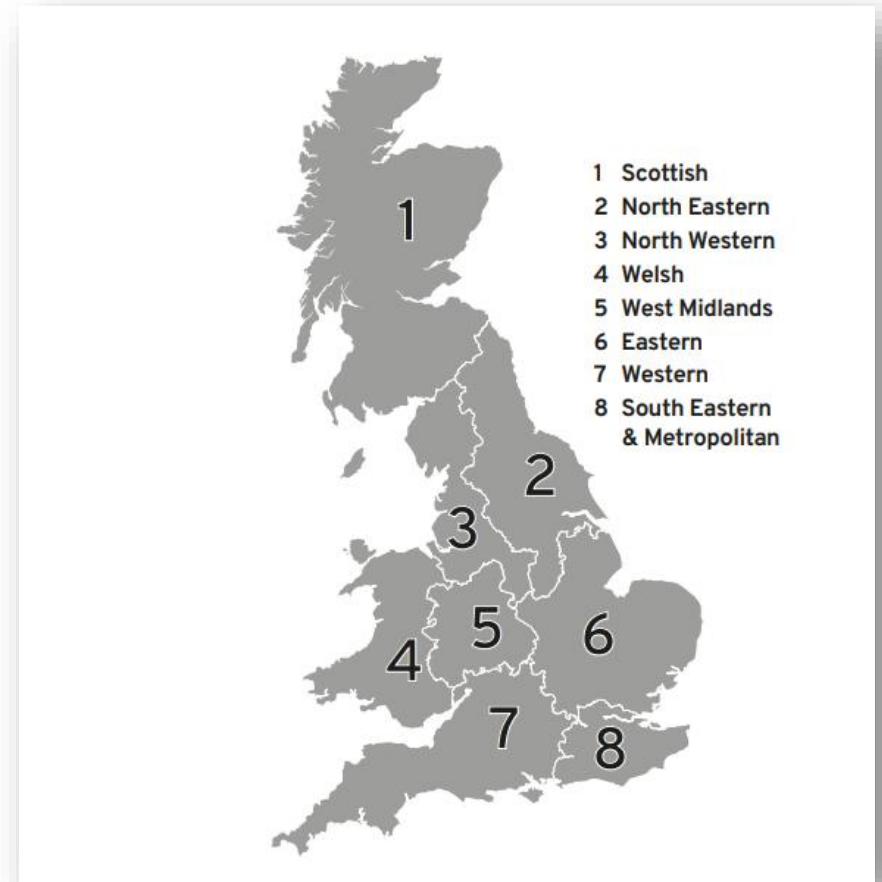 1
1 Scottish
2 North Eastern
3 North Western
4 Welsh
5 West Midlands
6 Eastern
7 Western
8 South Eastern
& Metropolitan
2
3
5
6
4
7
8